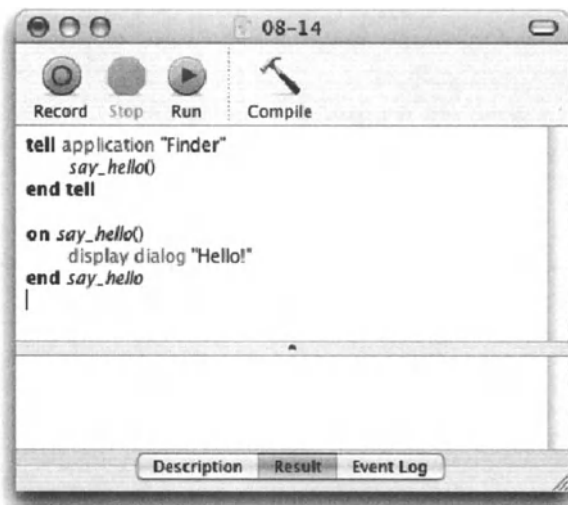 08-14
Record Stop Run Compile
tell application "Finder"
say_hello()
end tell
on say_hello()
display dialog "Hello!"
end say_hello
Description Result Event Log